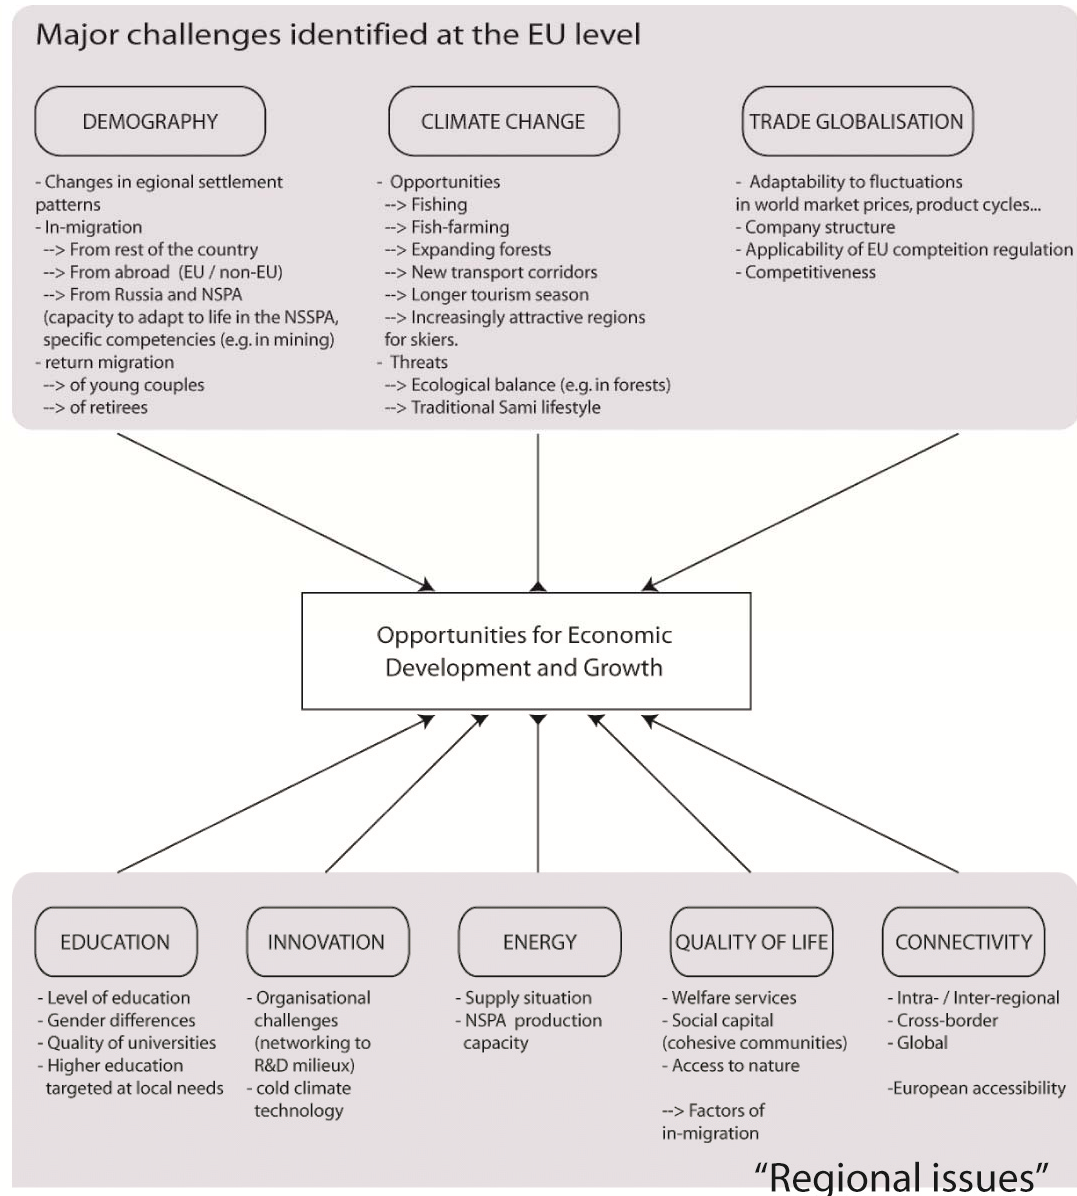 Major challenges identified at the EU level
DEMOGRAPHY
- Changes in egional settlement
patterns
- In-migration
--> From rest of the country
--> From abroad (EU / non-EU)
--> From Russia and NSPA
(capacity to adapt to life in the NSSPA,
specific competencies (e.g. in mining)
- return migration
--> of young couples
--> of retirees
CLIMATE CHANGE
- Opportunities
--> Fishing
--> Fish-farming
--> Expanding forests
--> New transport corridors
--> Longer tourism season
--> Increasingly attractive regions
for skiers.
- Threats
--> Ecological balance (e.g. in forests)
--> Traditional Sami lifestyle
TRADE GLOBALISATION
- Adaptability to fluctuations
in world market prices, product cycles...
- Company structure
- Applicability of EU compteition regulation
- Competitiveness
Opportunities for Economic
Development and Growth
EDUCATION
- Level of education
- Gender differences
- Quality of universities
- Higher education
targeted at local needs
INNOVATION
- Organisational
challenges
(networking to
R&D milieux)
- cold climate
technology
ENERGY
- Supply situation
- NSPA production
capacity
QUALITY OF LIFE
- Welfare services
- Social capital
(cohesive communities)
- Access to nature
--> Factors of
in-migration
CONNECTIVITY
- Intra- / Inter-regional
- Cross-border
- Global
-European accessibility
“Regional issues”